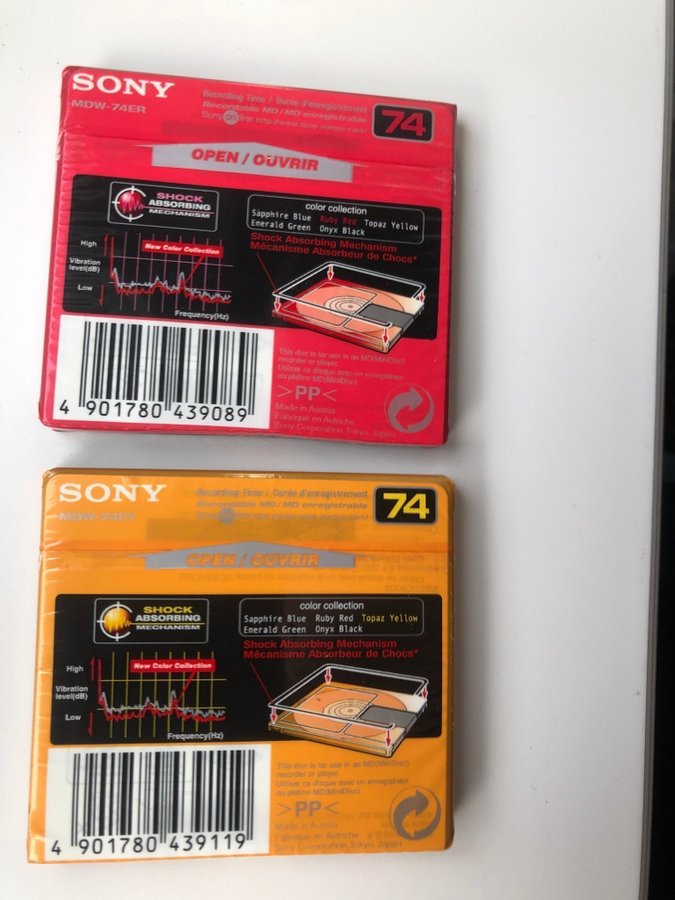 SONY
MDW-74ER
Recording Time / Durée d'enregistrement
Recordable MD / MD enregistrable
Sony on line http://www.sony-europe.com/
74
OPEN / OUVRIR
SHOCK
ABSORBING
MECHANISM
color collection
Sapphire Blue Ruby Red Topaz Yellow
Emerald Green Onyx Black
Shock Absorbing Mechanism
Mécanisme Absorbeur de Chocs*
High
Vibration
level(dB)
Low
New Color Collection
Frequency(Hz)
4 901780 439089
This disc is for use in an MD(MiniDisc)
recorder or player.
Utiliser ce disque avec un enregistreur
ou platine MD(MiniDisc)
>PP<
Made in Austria
Fabriqué en Autriche
Sony Corporation, Tokyo, Japan
SONY
Recording Time / Durée d'enregistrement
Recordable MD / MD enregistrable
74
OPEN / OUVRIR
SHOCK
ABSORBING
MECHANISM
color collection
Sapphire Blue Ruby Red Topaz Yellow
Emerald Green Onyx Black
Shock Absorbing Mechanism
Mécanisme Absorbeur de Chocs*
High
Vibration
level(dB)
Low
New Color Collection
Frequency(Hz)
4 901780 439119
This disc is for use in an MD(MiniDisc)
recorder or player.
Utiliser ce disque avec un enregistreur
ou platine MD(MiniDisc).
>PP<
Made in Austria
Fabriqué en Autriche
Sony Corporation, Tokyo, Japan